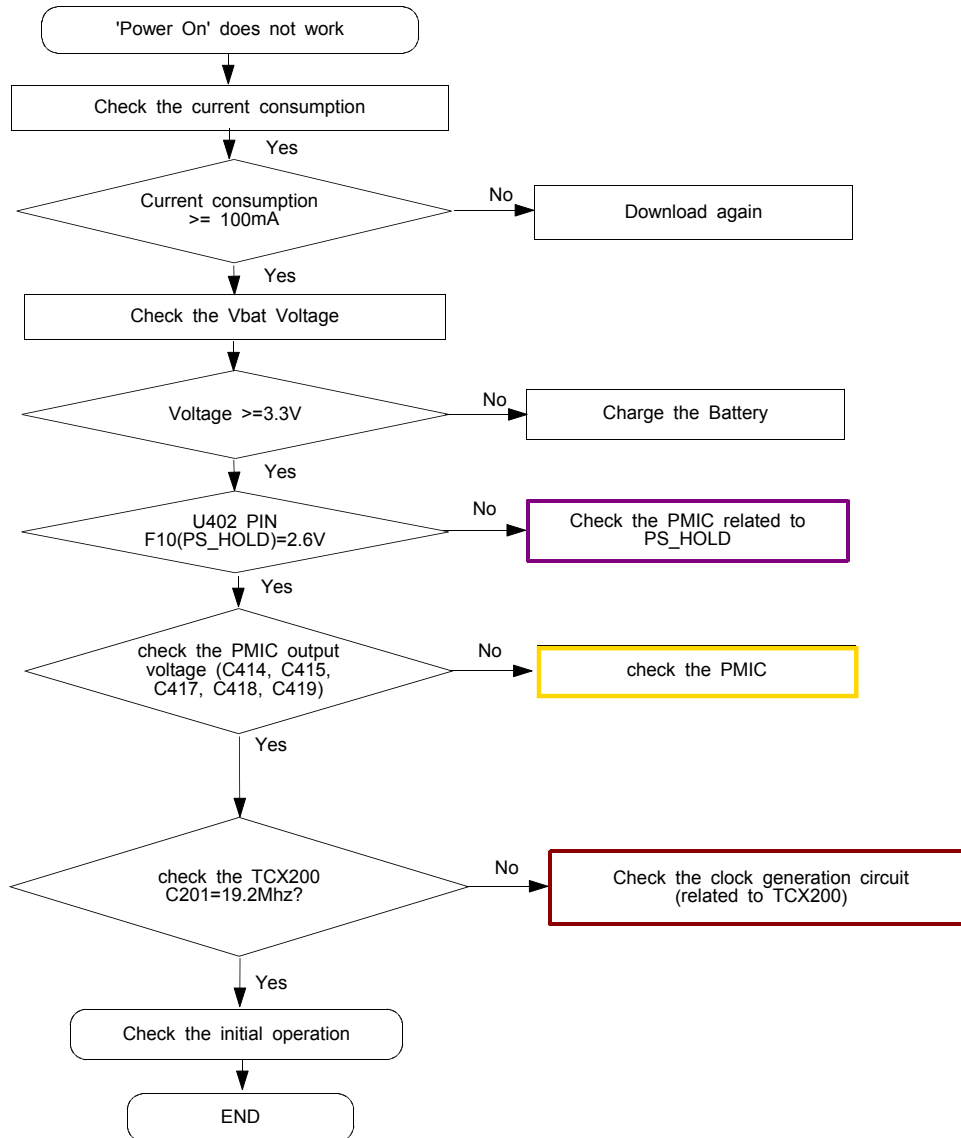 'Power On' does not work
Check the current consumption
Yes
Current consumption
>= 100mA
No
Download again
Yes
Check the Vbat Voltage
Voltage >=3.3V
No
Charge the Battery
Yes
U402 PIN
F10(PS_HOLD)=2.6V
No
Check the PMIC related to
PS_HOLD
Yes
check the PMIC output
voltage (C414, C415,
C417, C418, C419)
No
check the PMIC
Yes
check the TCX200
C201=19.2Mhz?
No
Check the clock generation circuit
(related to TCX200)
Yes
Check the initial operation
END